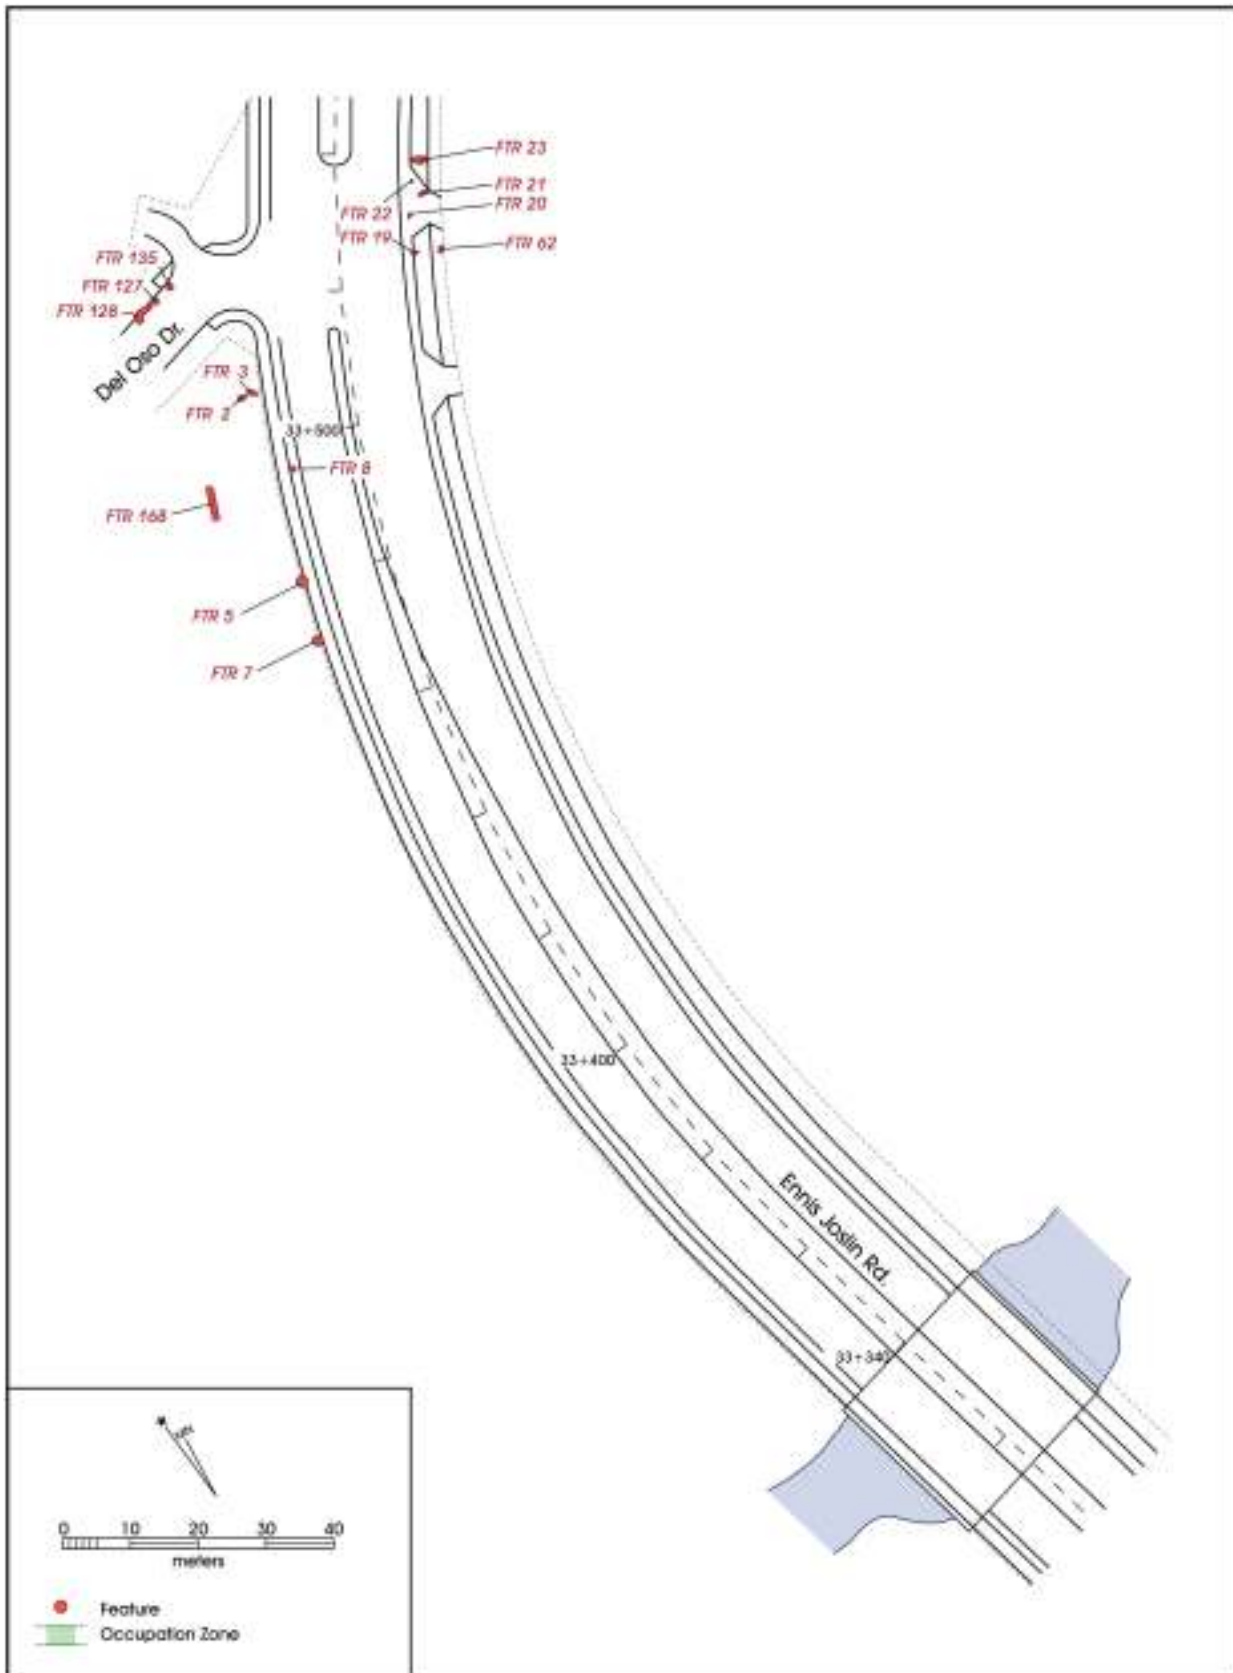 FTR 23
FTR 21
FTR 22
FTR 20
FTR 19
FTR 62
FTR 135
FTR 127
FTR 128
Del Oso Dr.
FTR 3
FTR 2
33+500
FTR 8
FTR 168
FTR 5
FTR 7
33+400
Ennis Joslin Rd.
33+340
MN
0 10 20 30 40
meters
Feature
Occupation Zone